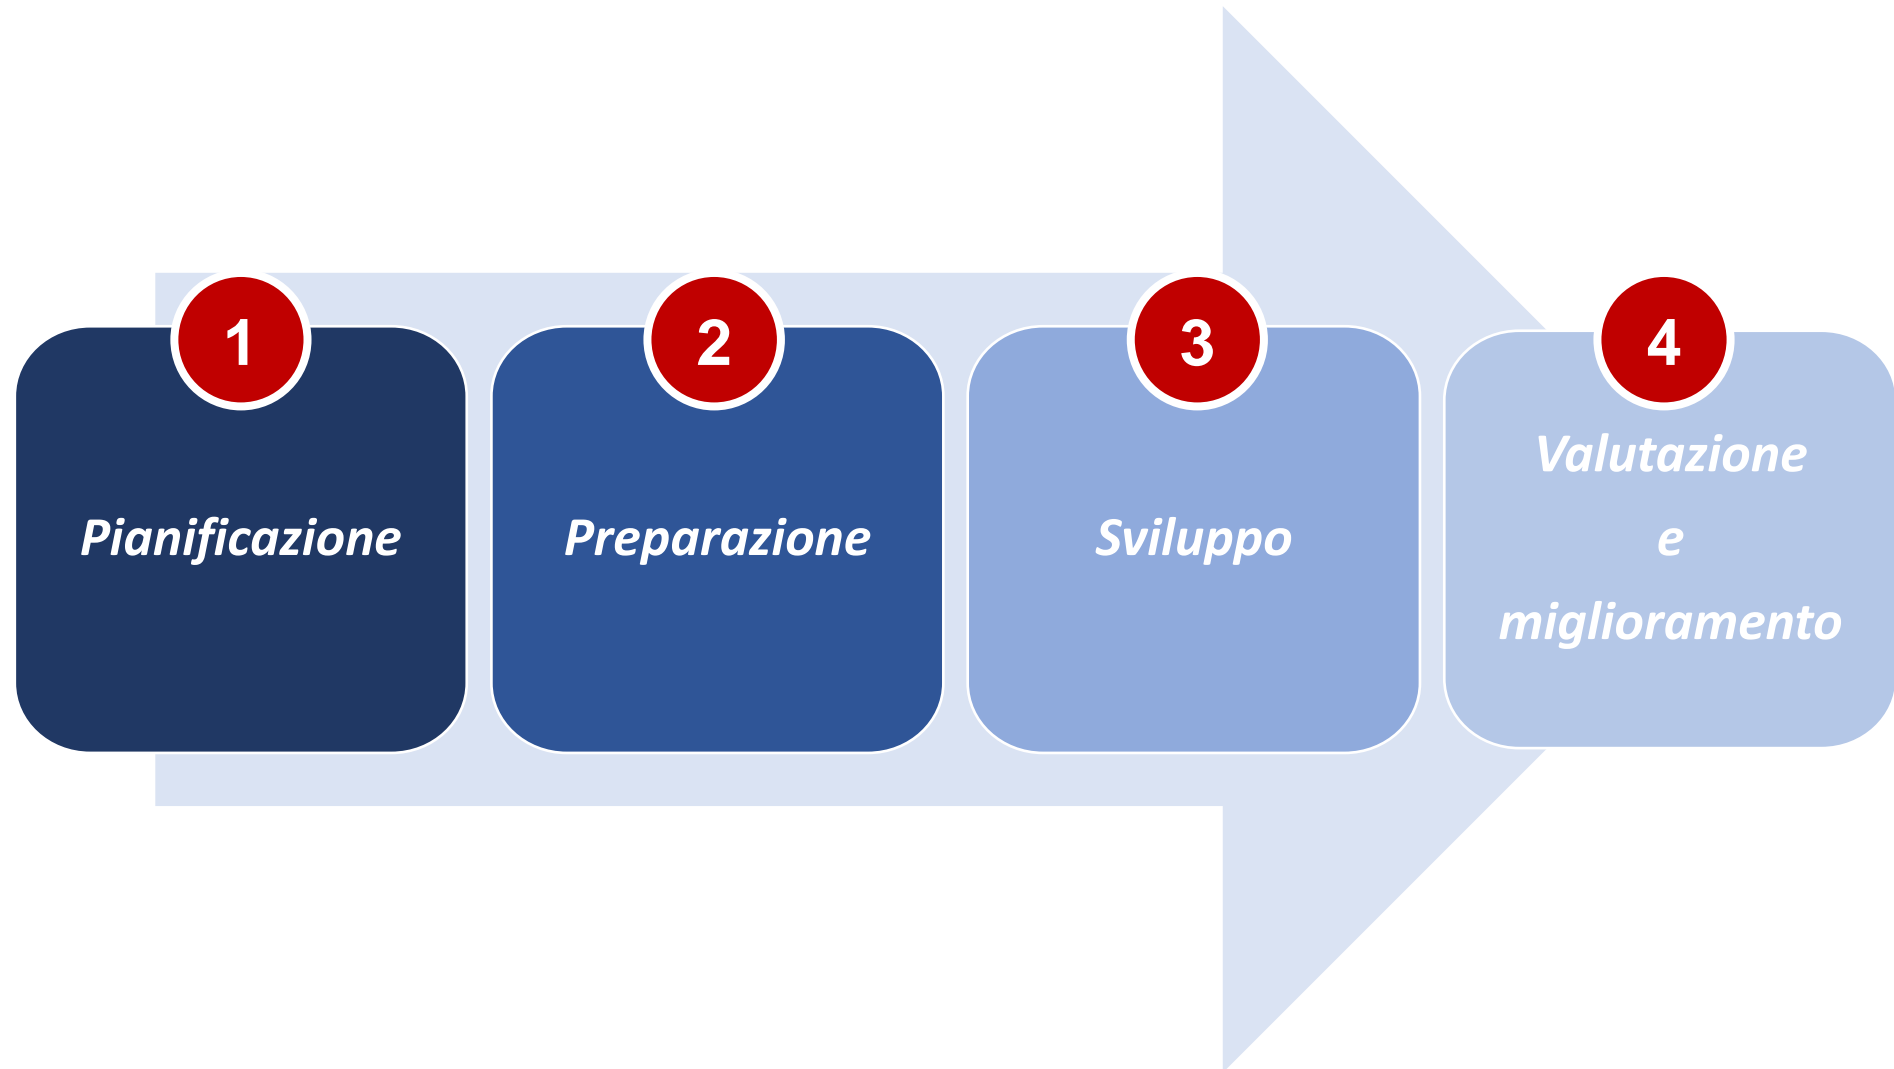 1
Pianificazione
2
Preparazione
3
Sviluppo
4
Valutazione
e
miglioramento